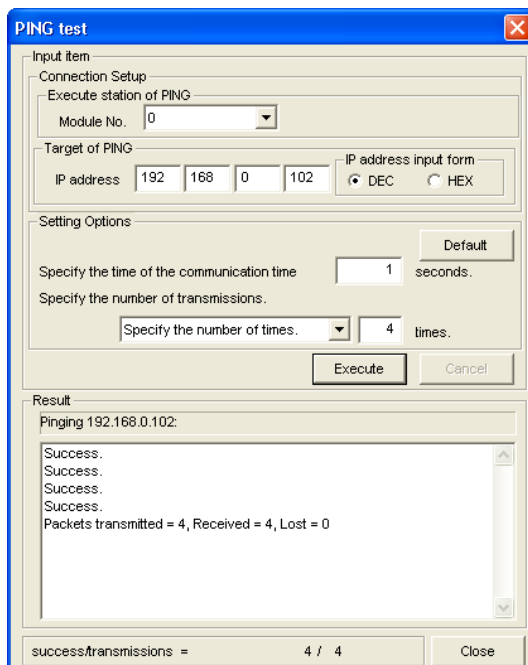 PING test
Input item
Connection Setup
Execute station of PING
Module No. 0
Target of PING
IP address input form
IP address 192 168 0 102 DEC HEX
Setting Options
Default
Specify the time of the communication time 1 seconds.
Specify the number of transmissions.
Specify the number of times. 4 times.
Execute Cancel
Result
Pinging 192.168.0.102:
Success.
Success.
Success.
Success.
Packets transmitted = 4, Received = 4, Lost = 0
success/transmissions = 4 / 4 Close